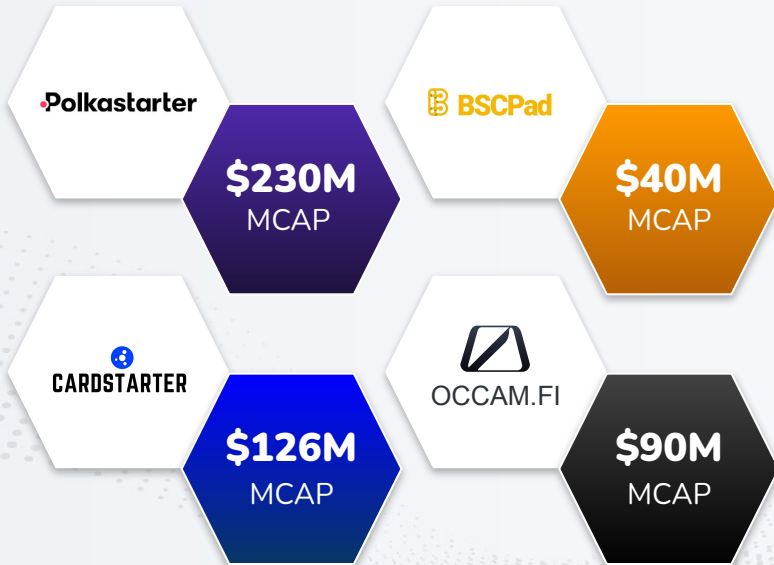 Polkastarter
$230M
MCAP
BSCPad
$40M
MCAP
CARDSTARTER
$126M
MCAP
OCCAM.FI
$90M
MCAP